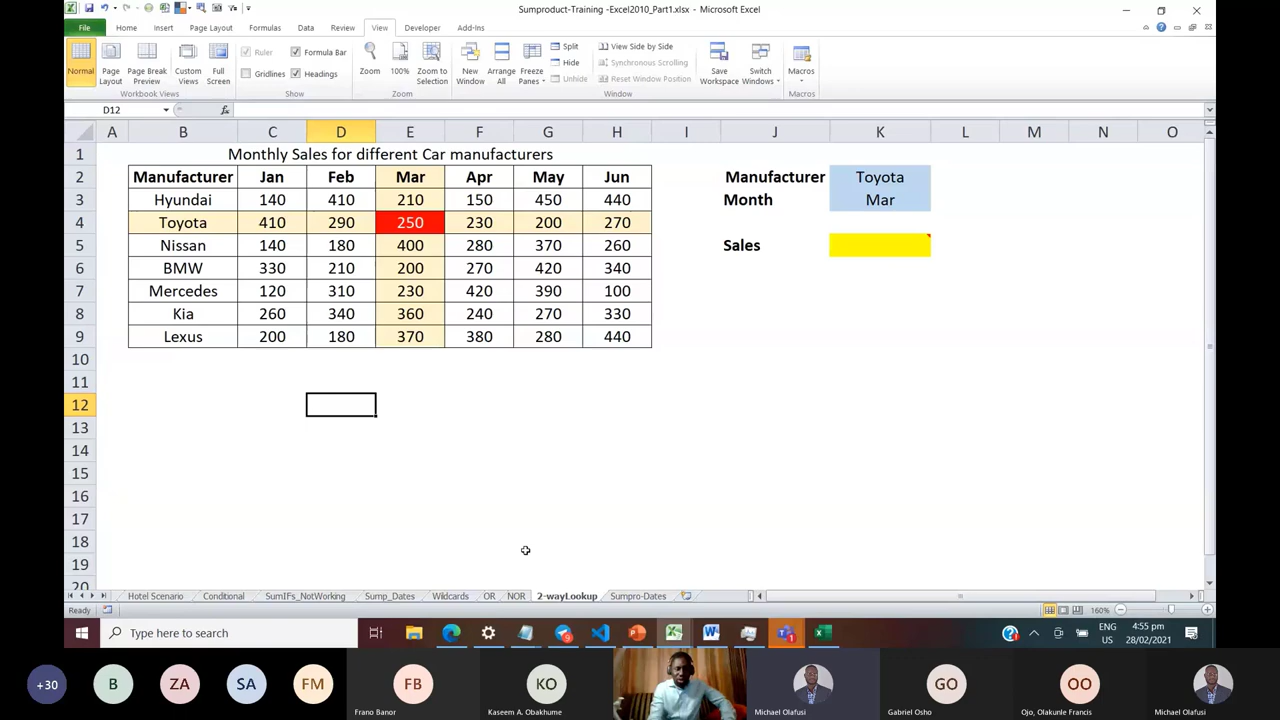 Sumproduct-Training -Excel2010_Part1.xlsx - Microsoft Excel
File Home Insert Page Layout Formulas Data Review View Developer Add-Ins
Normal Page Layout Page Break Preview Custom Views Full Screen
Workbook Views
Ruler Formula Bar
Gridlines Headings
Show
Zoom 100% Zoom to Selection
Zoom
New Window Arrange All Freeze Panes
Split
Hide
Unhide
View Side by Side
Synchronous Scrolling
Reset Window Position
Window
Save Workspace Switch Windows
Macros
Macros
D12 fx
A B C D E F G H I J K L M N O
1 Monthly Sales for different Car manufacturers
2 Manufacturer Jan Feb Mar Apr May Jun Manufacturer Toyota
3 Hyundai 140 410 210 150 450 440 Month Mar
4 Toyota 410 290 250 230 200 270
5 Nissan 140 180 400 280 370 260 Sales
6 BMW 330 210 200 270 420 340
7 Mercedes 120 310 230 420 390 100
8 Kia 260 340 360 240 270 330
9 Lexus 200 180 370 380 280 440
10
11
12
13
14
15
16
17
18
19
20
Hotel Scenario Conditional SumIFs_NotWorking Sump_Dates Wildcards OR NOR 2-wayLookup Sumpro-Dates
Ready 160%
Type here to search
ENG
US
4:55 pm
28/02/2021
+30 B ZA SA FM FB KO GO OO
Frano Banor Kaseem A. Obakhume Michael Olafusi Gabriel Osho Ojo, Olakunle Francis Michael Olafusi